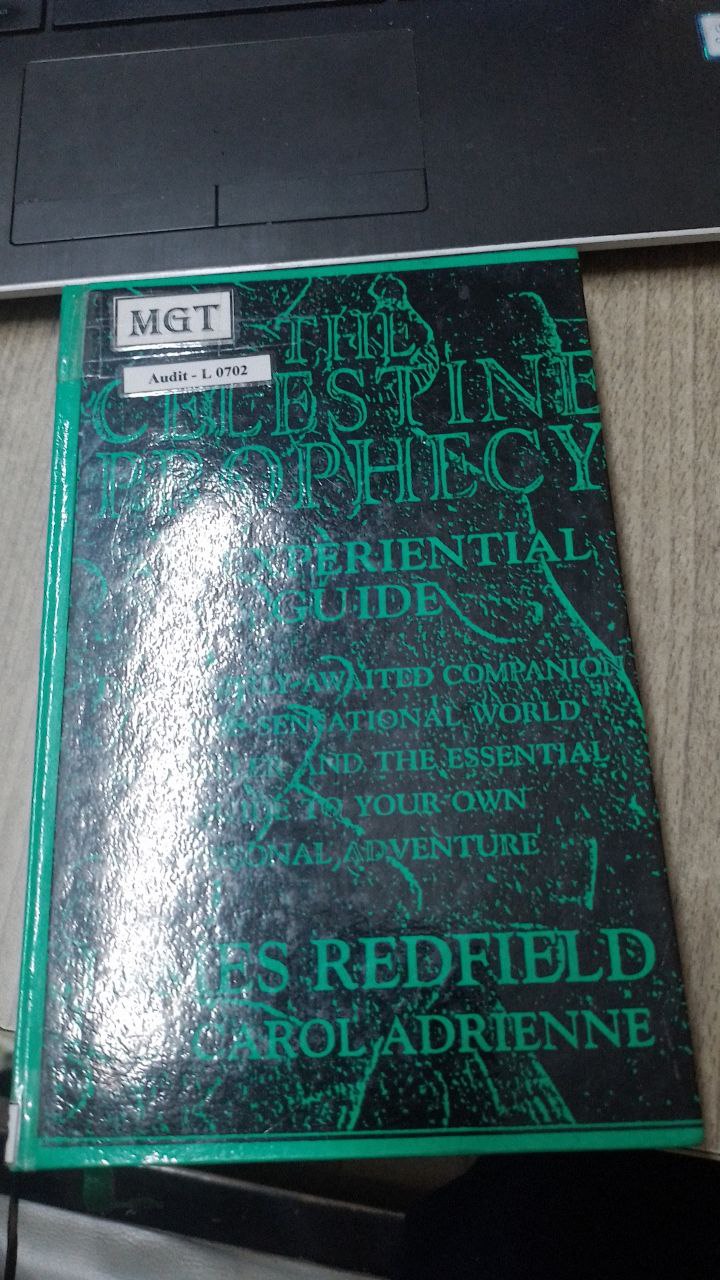 MGT
Audit - L 0702
THE
CELESTINE
PROPHECY
EXPERIENTIAL
GUIDE
AWAITED COMPANION
SENSATIONAL WORLD
AND THE ESSENTIAL
TO YOUR OWN
ADVENTURE
REDFIELD
CAROL ADRIENNE